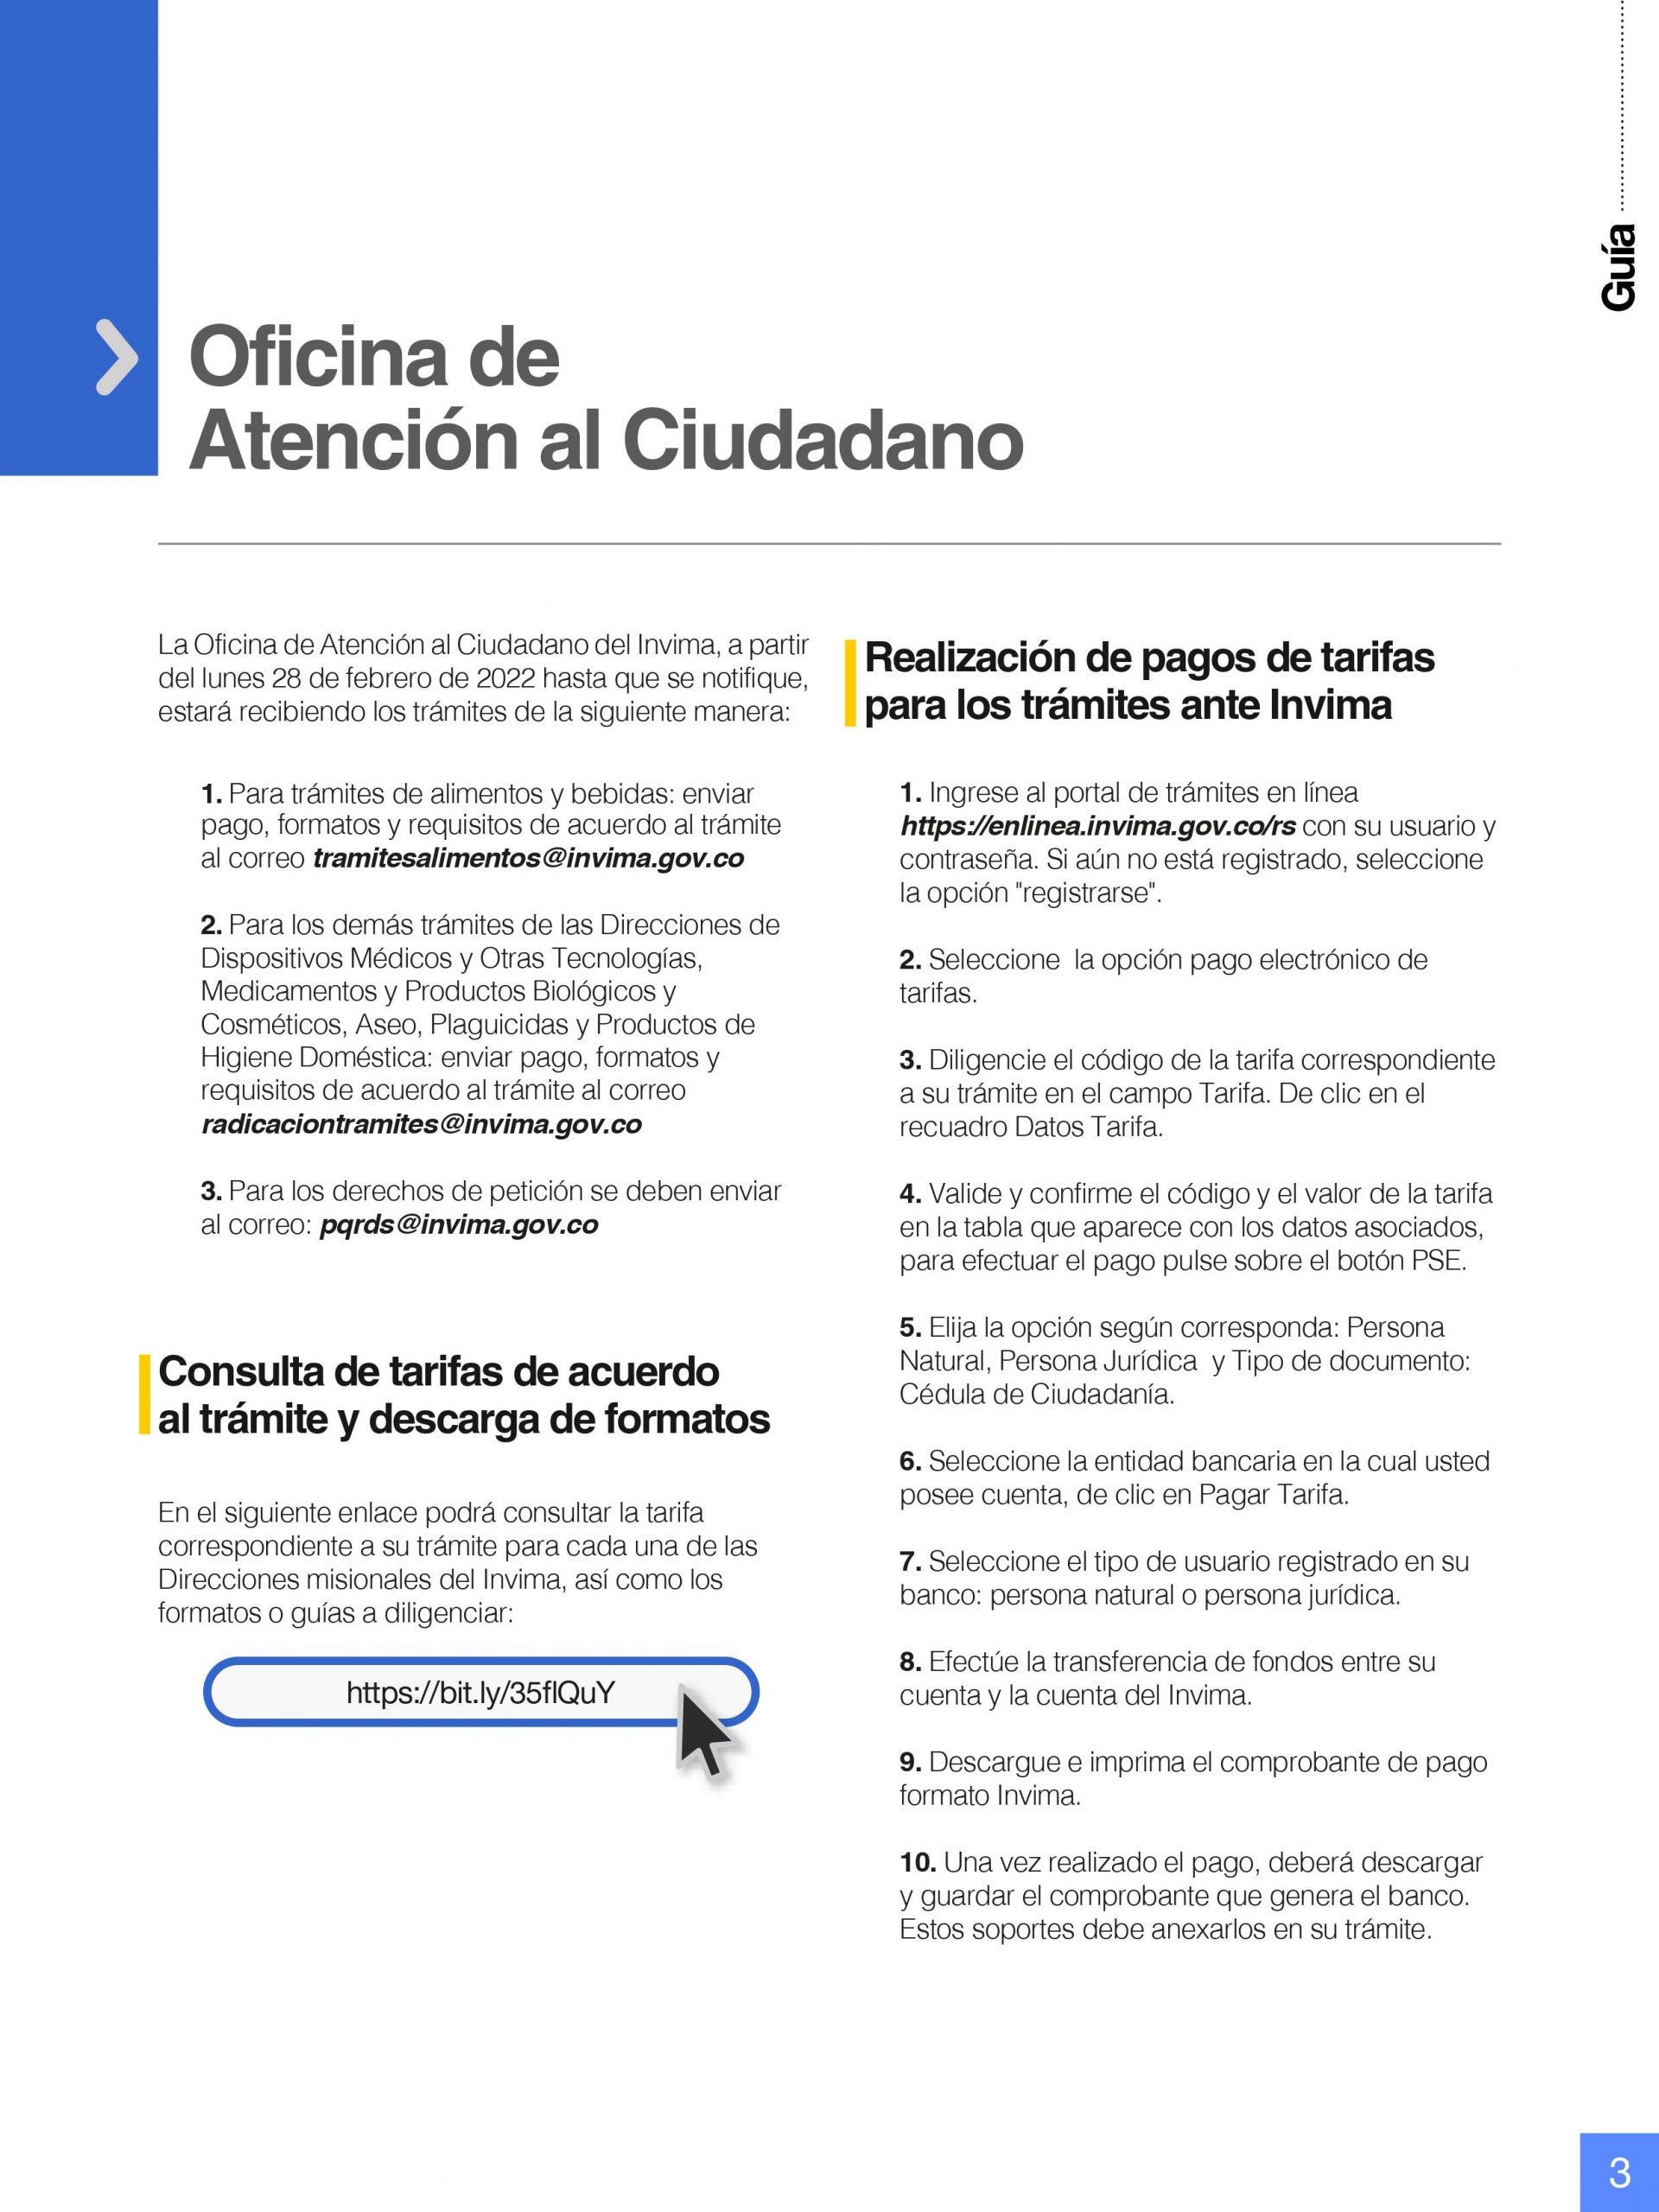 Guía
Oficina de
Atención al Ciudadano
La Oficina de Atención al Ciudadano del Invima, a partir
del lunes 28 de febrero de 2022 hasta que se notifique,
estará recibiendo los trámites de la siguiente manera:
1. Para trámites de alimentos y bebidas: enviar
pago, formatos y requisitos de acuerdo al trámite
al correo tramitesalimentos@invima.gov.co
2. Para los demás trámites de las Direcciones de
Dispositivos Médicos y Otras Tecnologías,
Medicamentos y Productos Biológicos y
Cosméticos, Aseo, Plaguicidas y Productos de
Higiene Doméstica: enviar pago, formatos y
requisitos de acuerdo al trámite al correo
radicaciontramites@invima.gov.co
3. Para los derechos de petición se deben enviar
al correo: pqrds@invima.gov.co
Consulta de tarifas de acuerdo
al trámite y descarga de formatos
En el siguiente enlace podrá consultar la tarifa
correspondiente a su trámite para cada una de las
Direcciones misionales del Invima, así como los
formatos o guías a diligenciar:
https://bit.ly/35flQuY
Realización de pagos de tarifas
para los trámites ante Invima
1. Ingrese al portal de trámites en línea
https://enlinea.invima.gov.co/rs con su usuario y
contraseña. Si aún no está registrado, seleccione
la opción "registrarse".
2. Seleccione la opción pago electrónico de
tarifas.
3. Diligencie el código de la tarifa correspondiente
a su trámite en el campo Tarifa. De clic en el
recuadro Datos Tarifa.
4. Valide y confirme el código y el valor de la tarifa
en la tabla que aparece con los datos asociados,
para efectuar el pago pulse sobre el botón PSE.
5. Elija la opción según corresponda: Persona
Natural, Persona Jurídica y Tipo de documento:
Cédula de Ciudadanía.
6. Seleccione la entidad bancaria en la cual usted
posee cuenta, de clic en Pagar Tarifa.
7. Seleccione el tipo de usuario registrado en su
banco: persona natural o persona jurídica.
8. Efectúe la transferencia de fondos entre su
cuenta y la cuenta del Invima.
9. Descargue e imprima el comprobante de pago
formato Invima.
10. Una vez realizado el pago, deberá descargar
y guardar el comprobante que genera el banco.
Estos soportes debe anexarlos en su trámite.
3